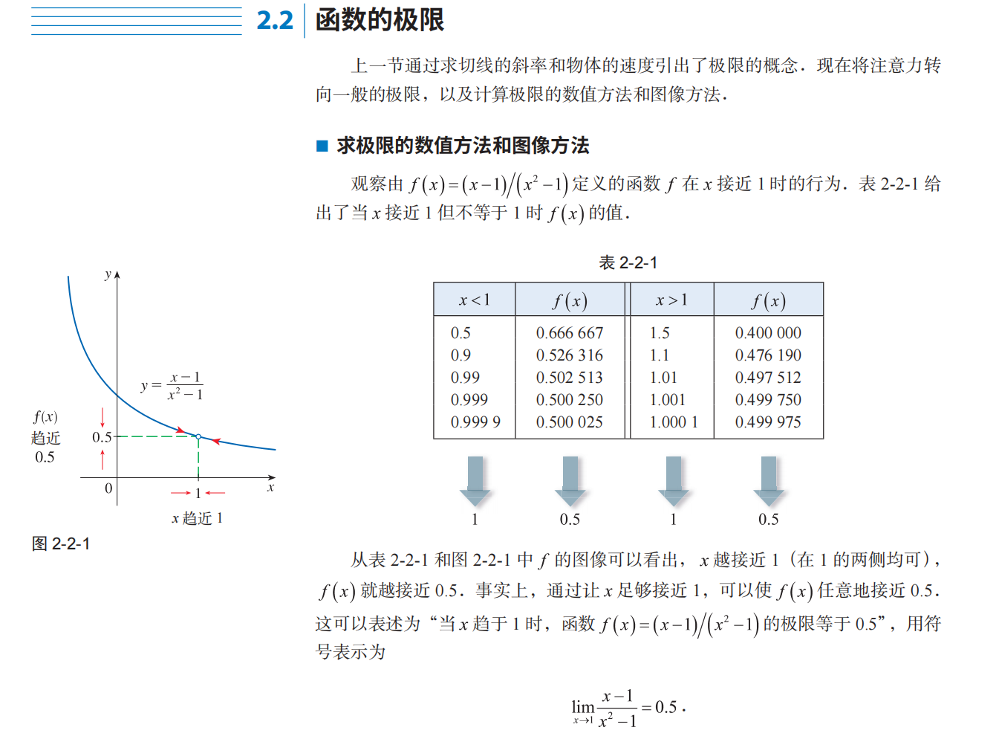 2.2 函数的极限
上一节通过求切线的斜率和物体的速度引出了极限的概念．现在将注意力转
向一般的极限，以及计算极限的数值方法和图像方法．
■ 求极限的数值方法和图像方法
观察由 f(x)=(x−1)/(x²−1) 定义的函数 f 在 x 接近 1 时的行为．表 2-2-1 给
出了当 x 接近 1 但不等于 1 时 f(x) 的值．
表 2-2-1
x<1 f(x) x>1 f(x)
0.5 0.666 667 1.5 0.400 000
0.9 0.526 316 1.1 0.476 190
0.99 0.502 513 1.01 0.497 512
0.999 0.500 250 1.001 0.499 750
0.999 9 0.500 025 1.000 1 0.499 975
1 0.5 1 0.5
y
y = (x−1)/(x²−1)
f(x)
趋近
0.5
0.5
0 1 x
x 趋近 1
图 2-2-1
从表 2-2-1 和图 2-2-1 中 f 的图像可以看出，x 越接近 1（在 1 的两侧均可），
f(x) 就越接近 0.5．事实上，通过让 x 足够接近 1，可以使 f(x) 任意地接近 0.5．
这可以表述为“当 x 趋于 1 时，函数 f(x)=(x−1)/(x²−1) 的极限等于 0.5”，用符
号表示为
lim x→1 (x−1)/(x²−1) = 0.5．